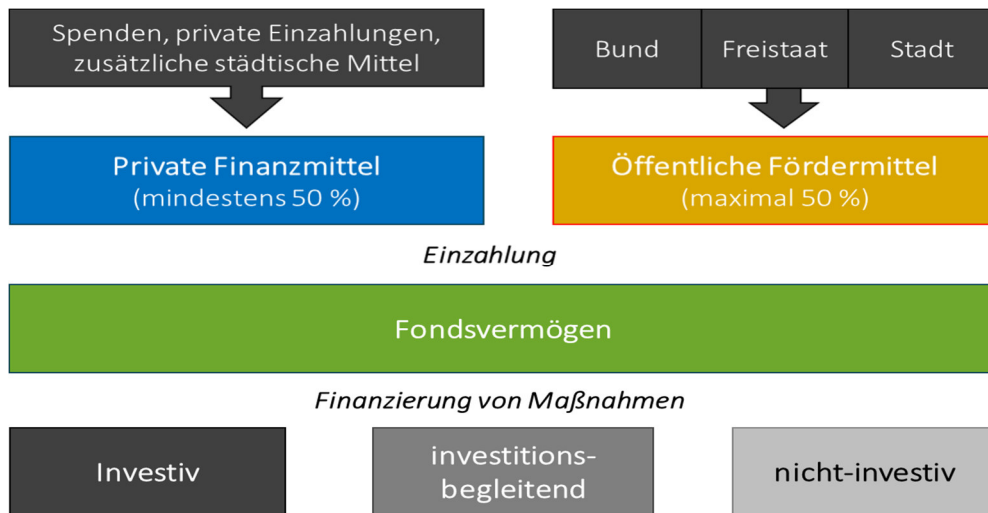 Spenden, private Einzahlungen,
zusätzliche städtische Mittel
Bund
Freistaat
Stadt
Private Finanzmittel
(mindestens 50 %)
Öffentliche Fördermittel
(maximal 50 %)
Einzahlung
Fondsvermögen
Finanzierung von Maßnahmen
Investiv
investitions-
begleitend
nicht-investiv